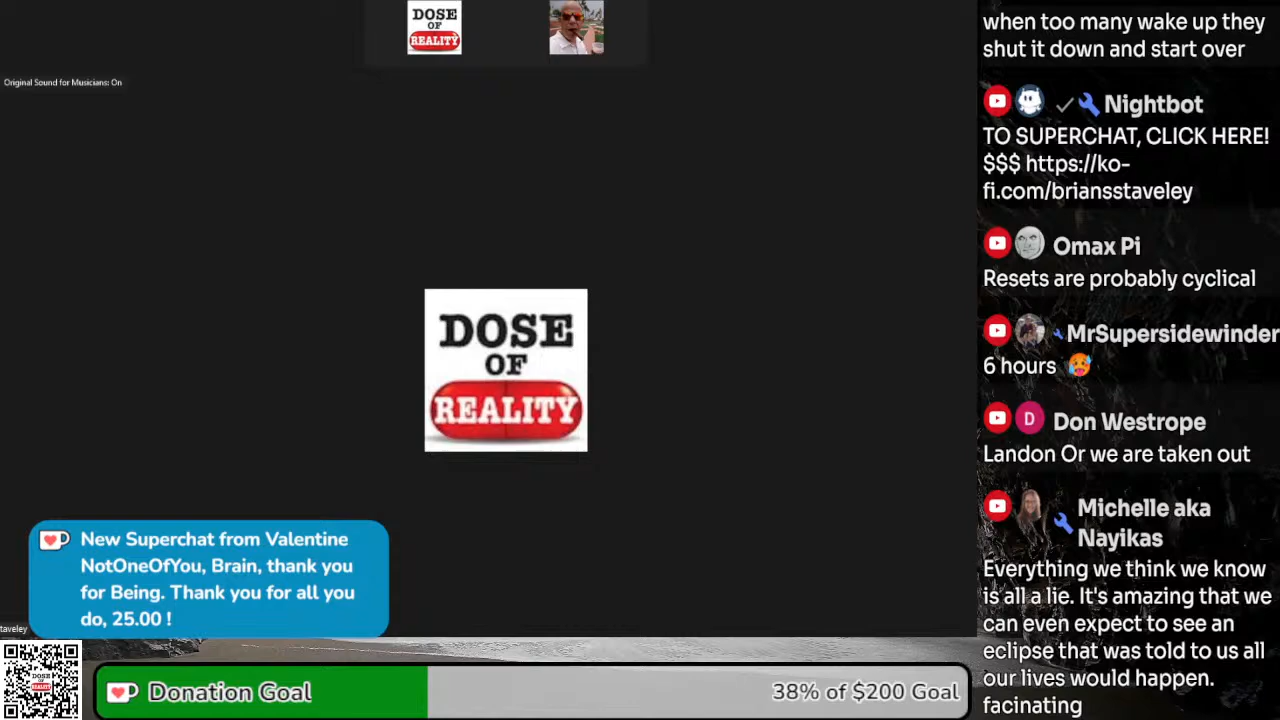 DOSE
OF
REALITY
Original Sound for Musicians: On
DOSE
OF
REALITY
New Superchat from Valentine
NotOneOfYou, Brain, thank you
for Being. Thank you for all you
do, 25.00 !
taveley
DOSE
OF
REALITY
Donation Goal
38% of $200 Goal
when too many wake up they
shut it down and start over
Nightbot
TO SUPERCHAT, CLICK HERE!
$$$ https://ko-
fi.com/briansstaveley
Omax Pi
Resets are probably cyclical
MrSupersidewinder
6 hours 🥵
D
Don Westrope
Landon Or we are taken out
Michelle aka
Nayikas
Everything we think we know
is all a lie. It's amazing that we
can even expect to see an
eclipse that was told to us all
our lives would happen.
facinating